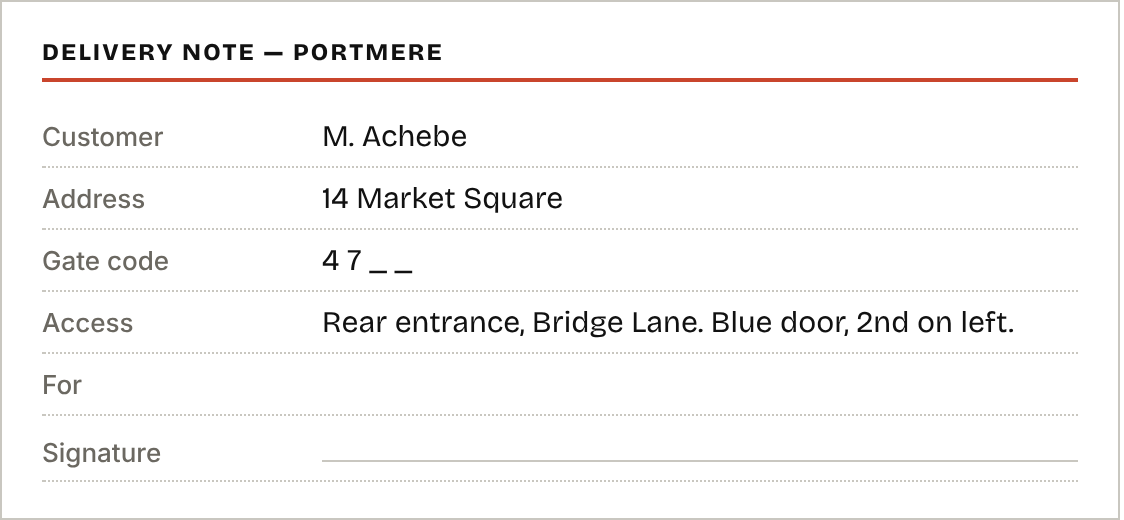 DELIVERY NOTE — PORTMERE
Customer M. Achebe
Address 14 Market Square
Gate code 4 7 _ _
Access Rear entrance, Bridge Lane. Blue door, 2nd on left.
For
Signature